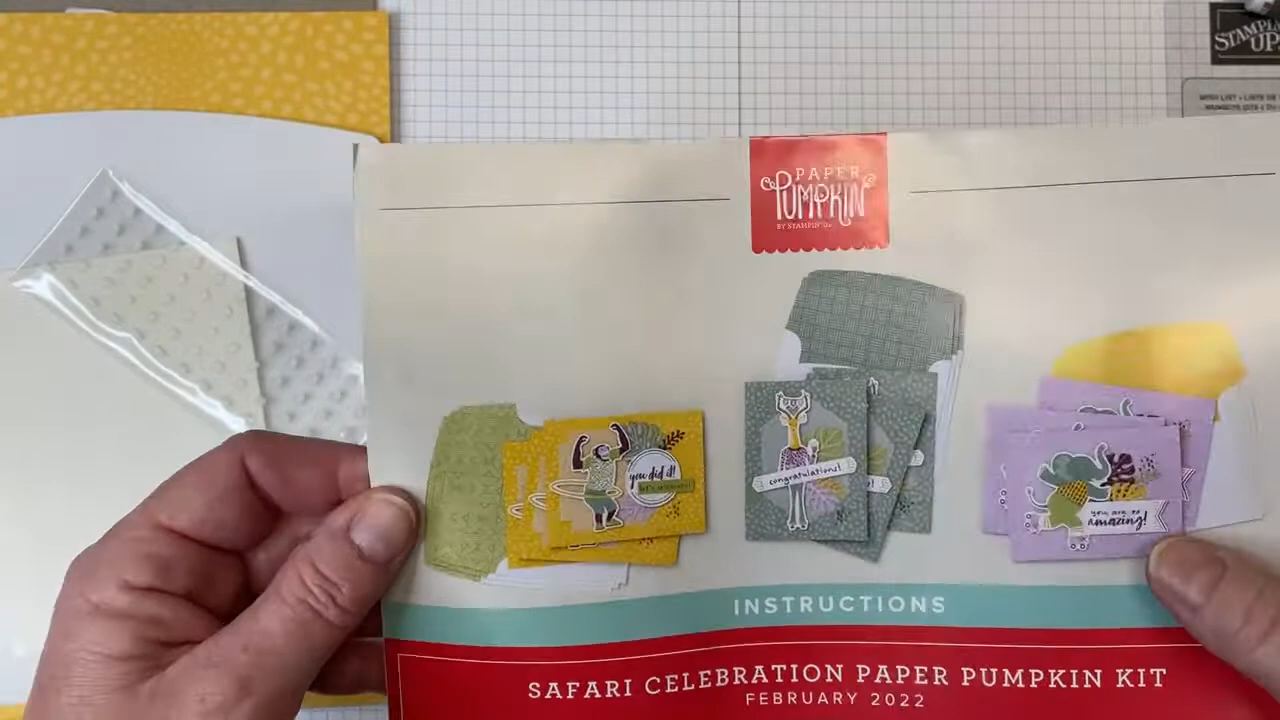 STAMPIN'
UP!
PAPER
PUMPKIN
BY STAMPIN' UP!
you did it!
congratulations!
you are so
amazing!
INSTRUCTIONS
SAFARI CELEBRATION PAPER PUMPKIN KIT
FEBRUARY 2022